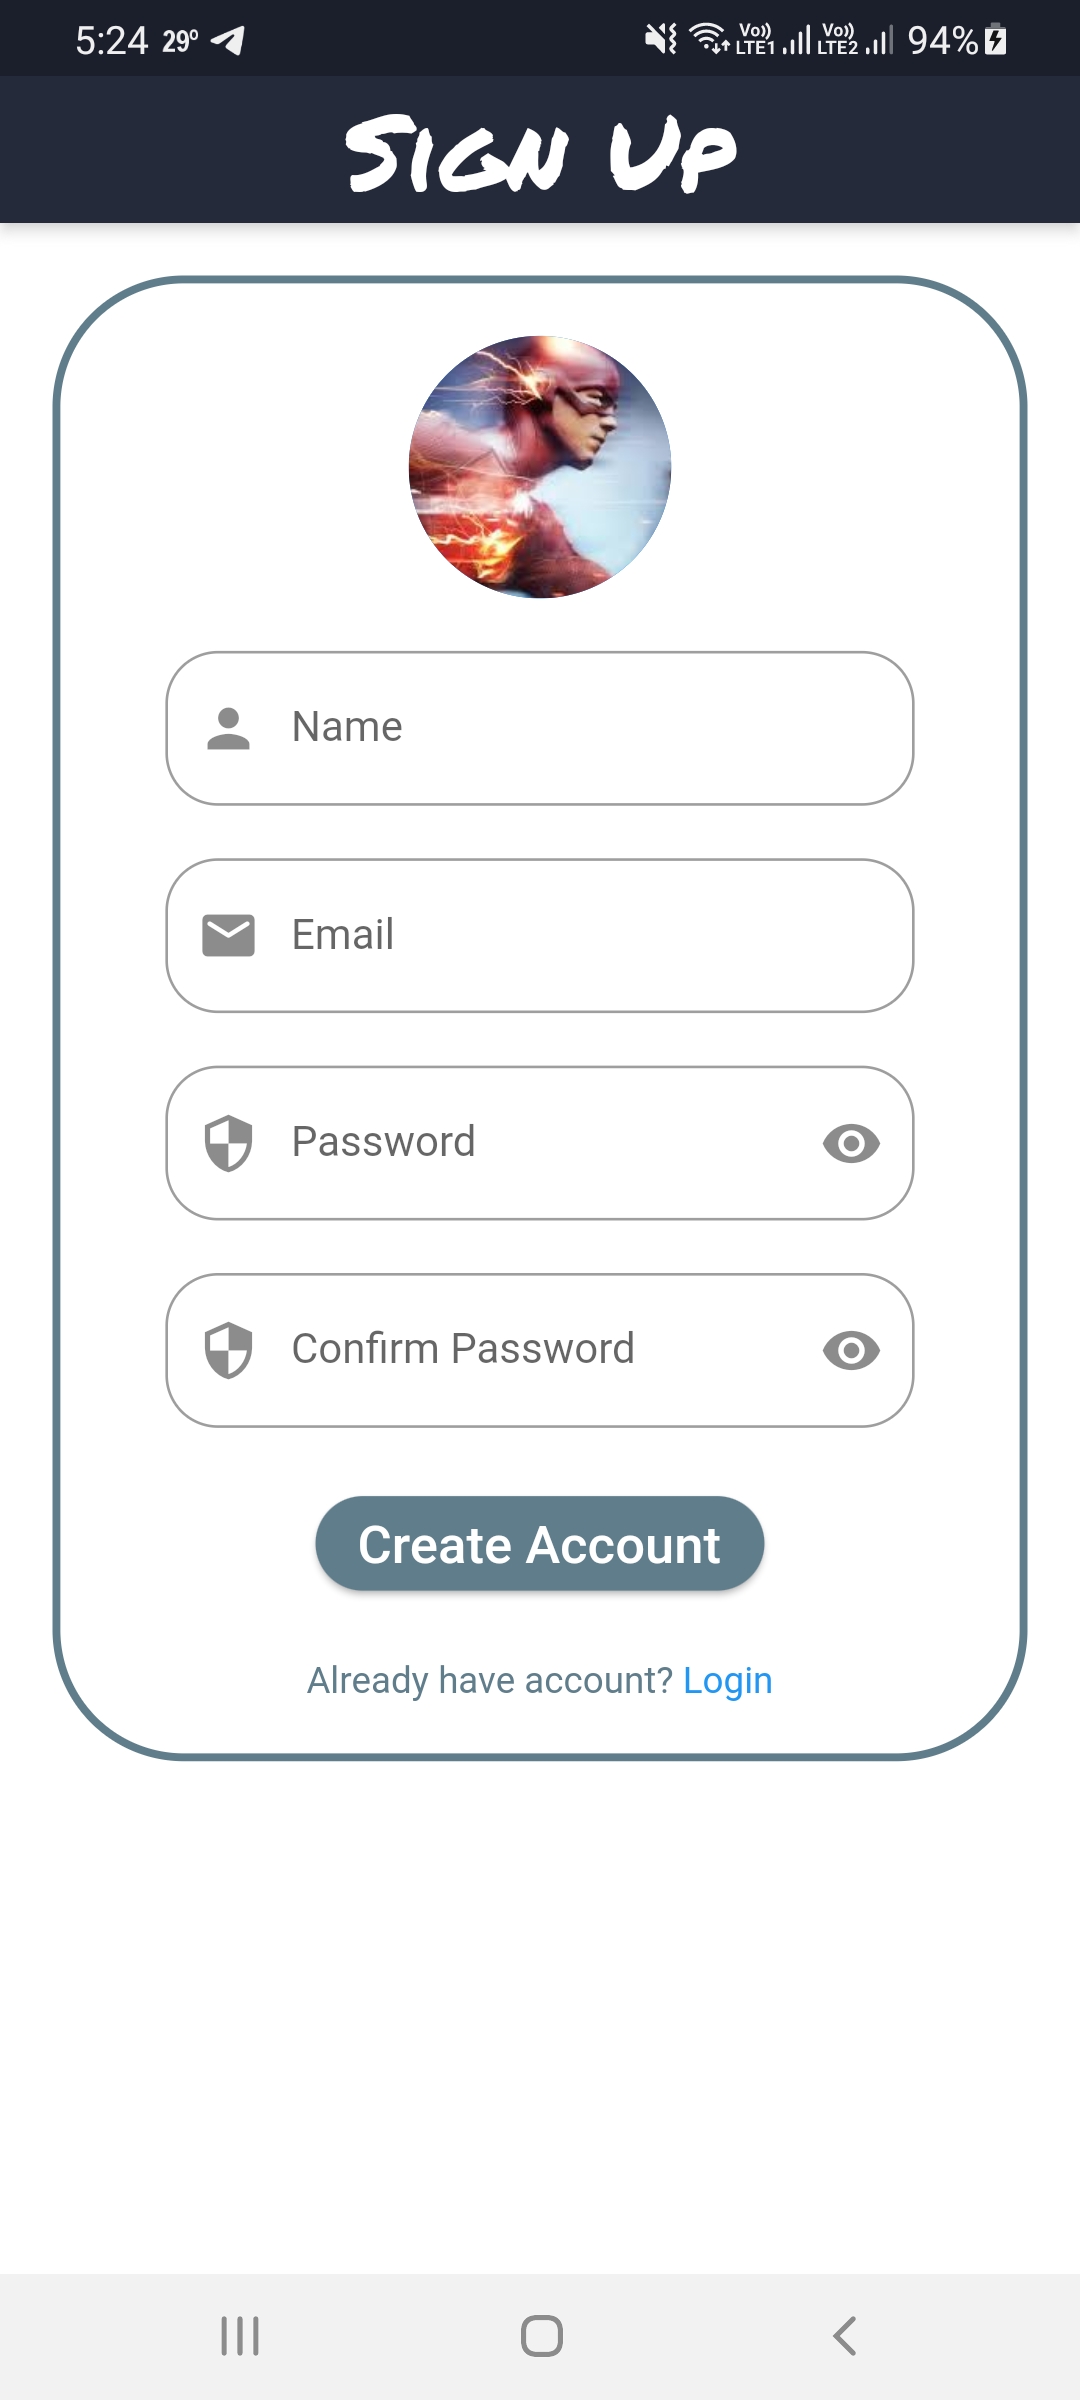 5:24 29° Vo)) LTE1 Vo)) LTE2 94%
Sign Up
Name
Email
Password
Confirm Password
Create Account
Already have account? Login